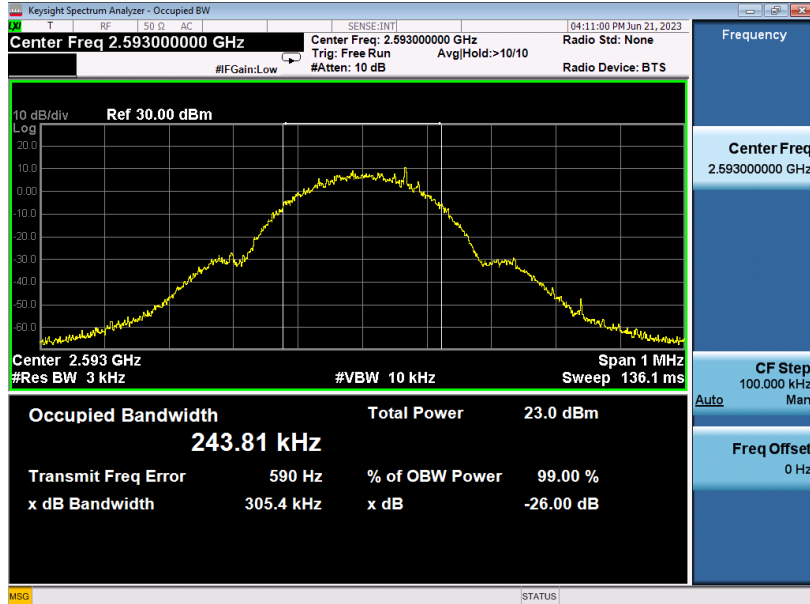 Keysight Spectrum Analyzer - Occupied BW
LXI T RF 50 Ω AC SENSE:INT 04:11:00 PM Jun 21, 2023
Center Freq 2.593000000 GHz
Center Freq: 2.593000000 GHz Radio Std: None
Trig: Free Run Avg|Hold:>10/10
#IFGain:Low #Atten: 10 dB Radio Device: BTS
Frequency
10 dB/div Ref 30.00 dBm
Log
20.0
10.0
0.00
-10.0
-20.0
-30.0
-40.0
-50.0
-60.0
Center 2.593 GHz Span 1 MHz
#Res BW 3 kHz #VBW 10 kHz Sweep 136.1 ms
Occupied Bandwidth Total Power 23.0 dBm
243.81 kHz
Transmit Freq Error 590 Hz % of OBW Power 99.00 %
x dB Bandwidth 305.4 kHz x dB -26.00 dB
Center Freq
2.593000000 GHz
CF Step
100.000 kHz
Auto Man
Freq Offset
0 Hz
MSG STATUS